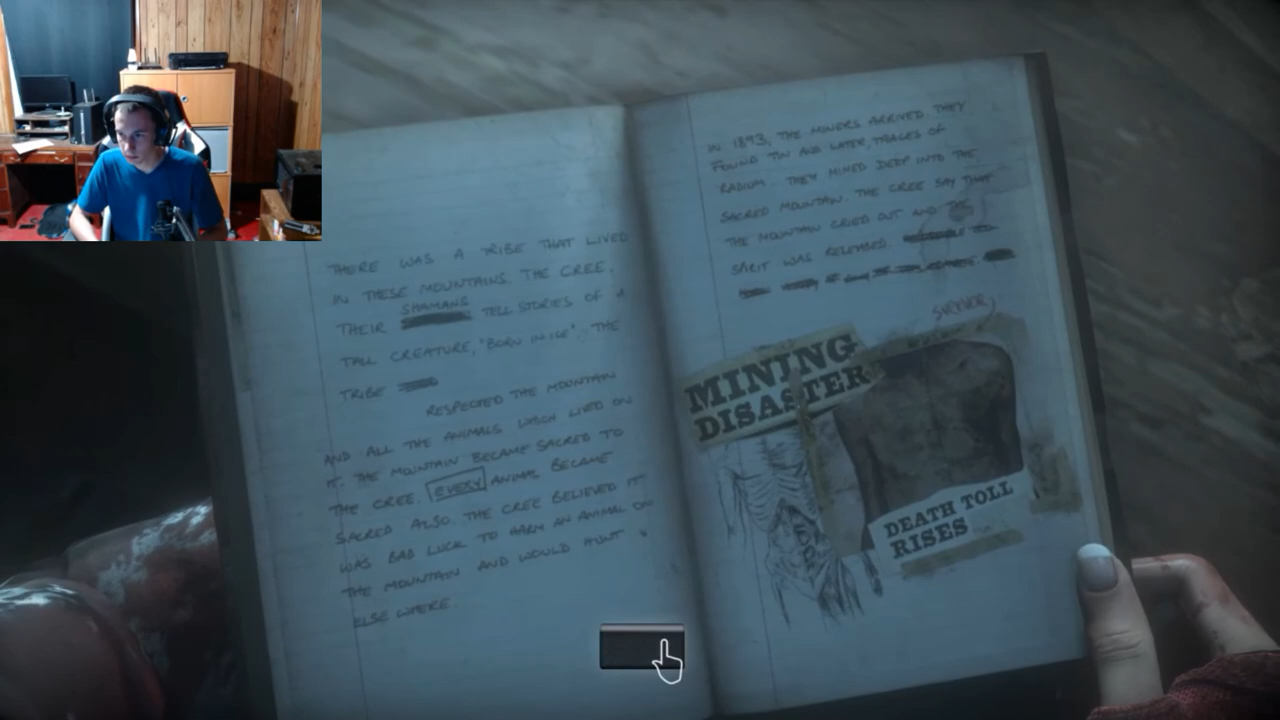 THERE WAS A TRIBE THAT LIVED
IN THESE MOUNTAINS. THE CREE.
SHAMANS
THEIR TELL STORIES OF A
TALL CREATURE, "BORN IN ICE". THE
TRIBE
RESPECTED THE MOUNTAIN
AND ALL THE ANIMALS WHICH LIVED ON
IT. THE MOUNTAIN BECAME SACRED TO
THE CREE. EVERY ANIMAL BECAME
SACRED ALSO. THE CREE BELIEVED IT
WAS BAD LUCK TO HARM AN ANIMAL ON
THE MOUNTAIN AND WOULD HUNT
ELSE WHERE.
IN 1893, THE MINERS ARRIVED. THEY
FOUND TIN AND LATER, TRACES OF
RADIUM. THEY MINED DEEP INTO THE
SACRED MOUNTAIN. THE CREE SAY THAT
THE MOUNTAIN CRIED OUT AND THE
SPIRIT WAS RELEASED.
SURVIVOR
MINING
DISASTER
DEATH TOLL
RISES